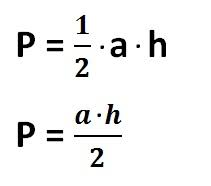 P = 1/2 · a · h
P = a · h / 2